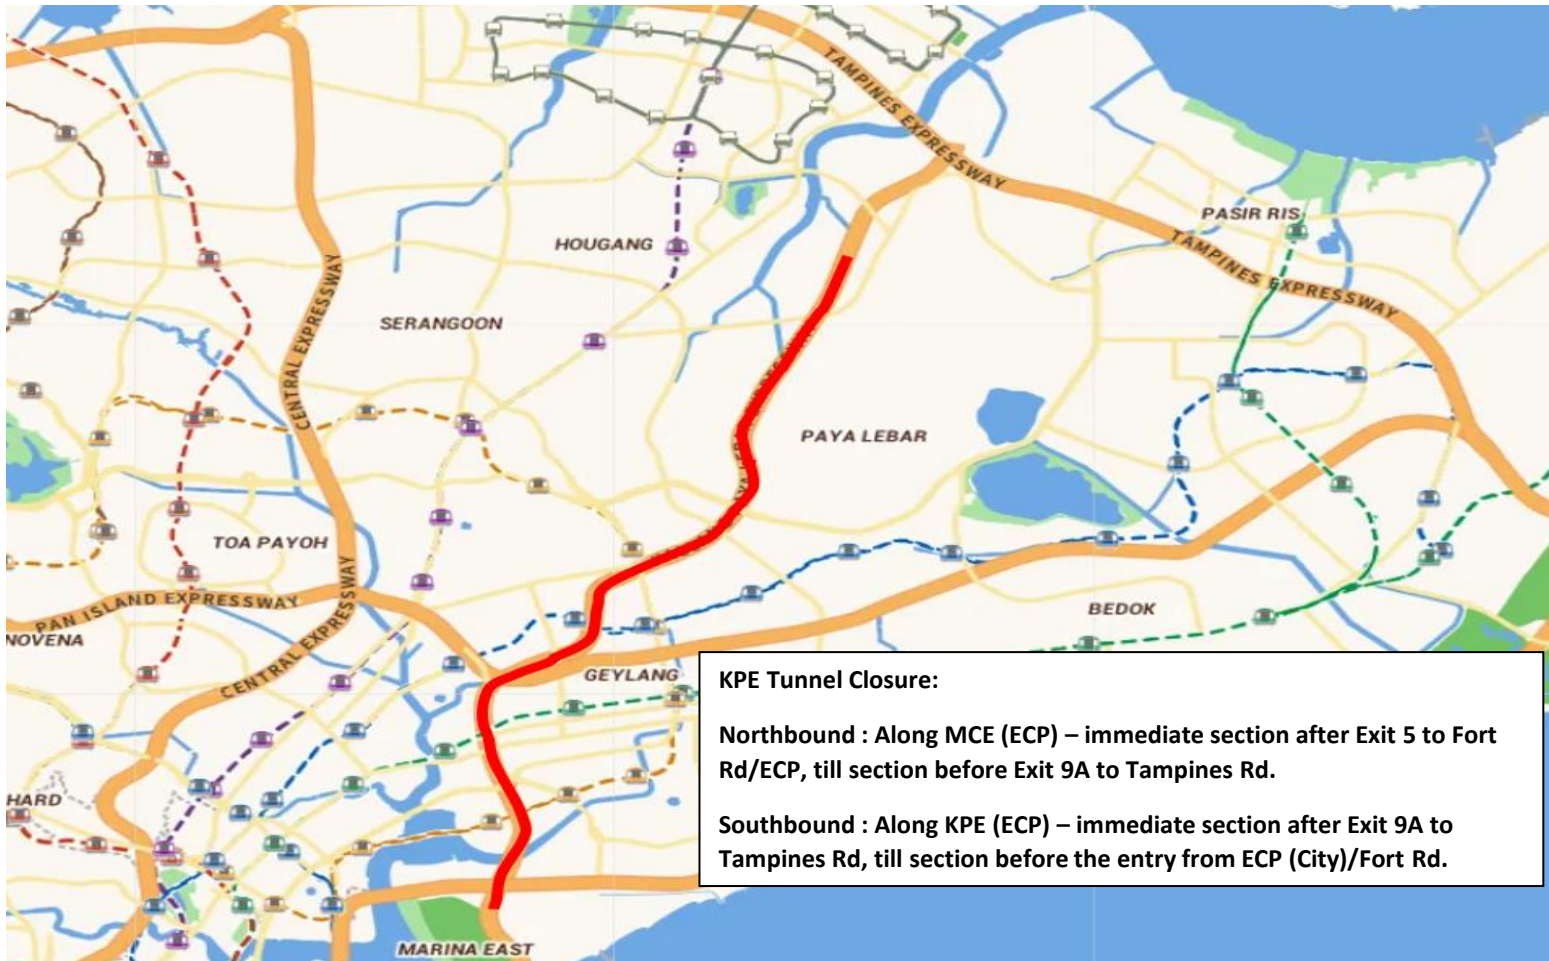 TAMPINES EXPRESSWAY
PASIR RIS
TAMPINES EXPRESSWAY
HOUGANG
SERANGOON
CENTRAL EXPRESSWAY
PAYA LEBAR
TOA PAYOH
PAN ISLAND EXPRESSWAY
NOVENA
CENTRAL EXPRESSWAY
BEDOK
GEYLANG
KPE Tunnel Closure:
Northbound : Along MCE (ECP) – immediate section after Exit 5 to Fort
Rd/ECP, till section before Exit 9A to Tampines Rd.
Southbound : Along KPE (ECP) – immediate section after Exit 9A to
Tampines Rd, till section before the entry from ECP (City)/Fort Rd.
HARD
MARINA EAST